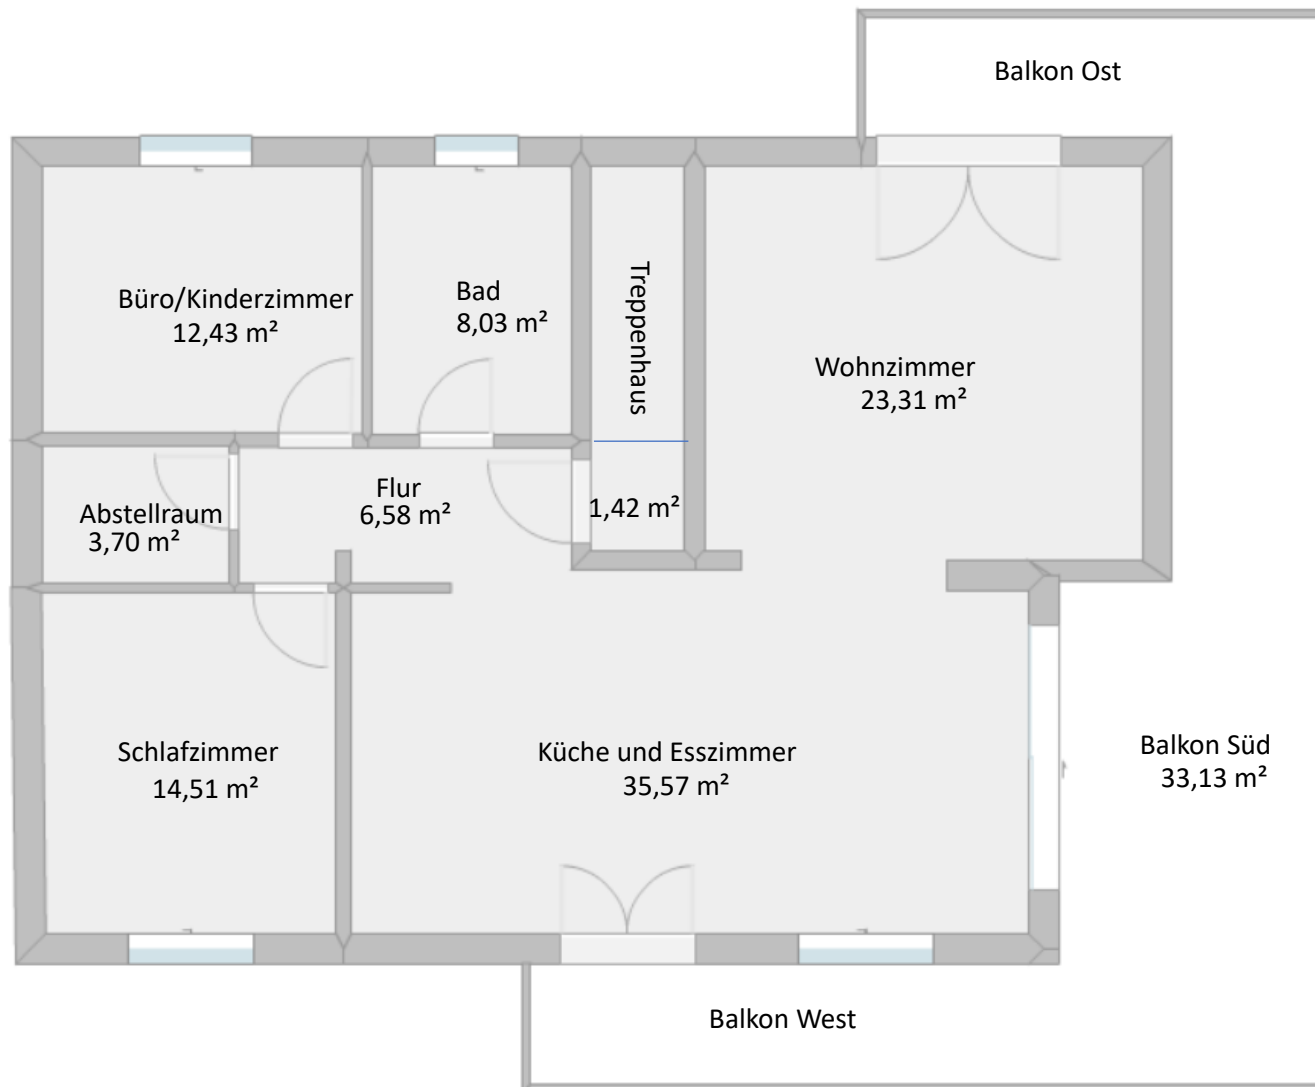 Balkon Ost
Büro/Kinderzimmer
12,43 m²
Bad
8,03 m²
Treppenhaus
Wohnzimmer
23,31 m²
Abstellraum
3,70 m²
Flur
6,58 m²
1,42 m²
Schlafzimmer
14,51 m²
Küche und Esszimmer
35,57 m²
Balkon Süd
33,13 m²
Balkon West